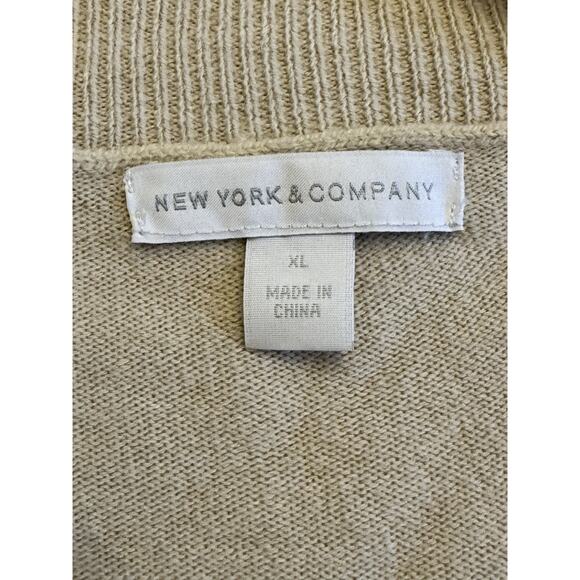 NEW YORK & COMPANY
XL
MADE IN
CHINA